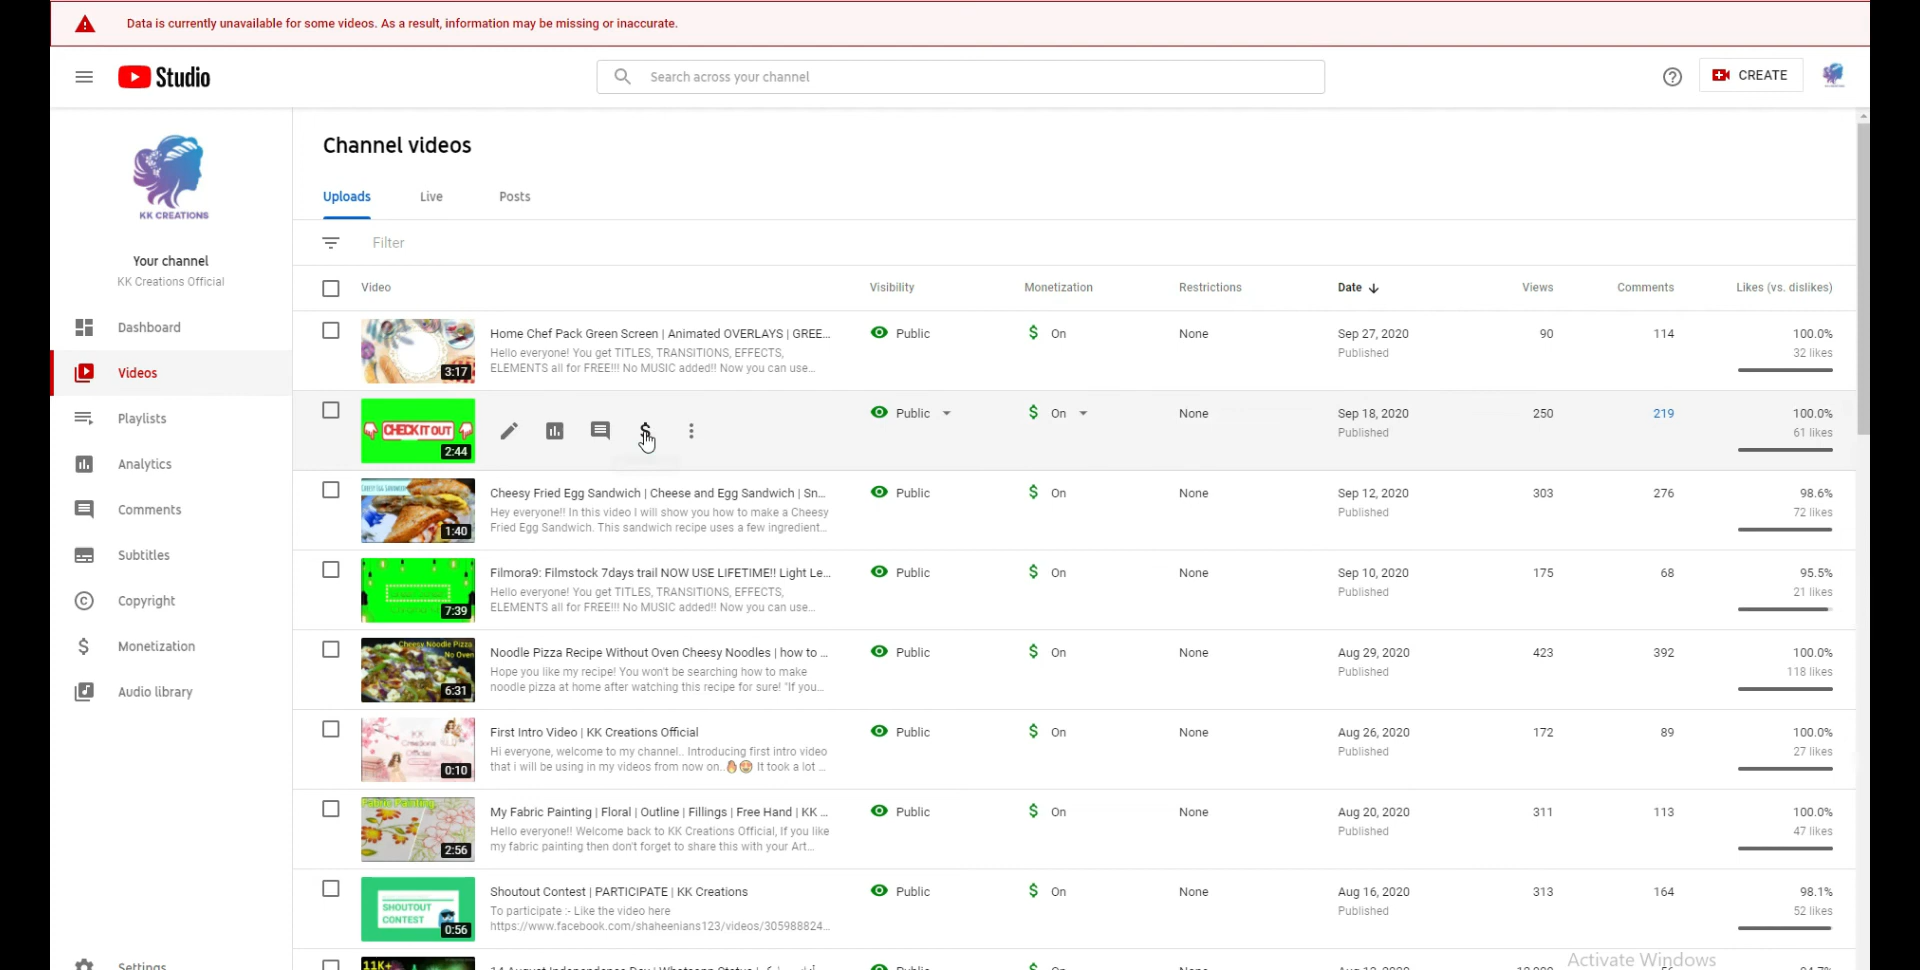 Data is currently unavailable for some videos. As a result, information may be missing or inaccurate.
Studio
Search across your channel
CREATE
KK CREATIONS
Your channel
KK Creations Official
Dashboard
Videos
Playlists
Analytics
Comments
Subtitles
Copyright
Monetization
Audio library
Settings
Channel videos
Uploads Live Posts
Filter
Video Visibility Monetization Restrictions Date Views Comments Likes (vs. dislikes)
Home Chef Pack Green Screen | Animated OVERLAYS | GREE... Public $ On None Sep 27, 2020 90 114 100.0%
Hello everyone! You get TITLES, TRANSITIONS, EFFECTS, Published 32 likes
3:17 ELEMENTS all for FREE!!! No MUSIC added!! Now you can use...
CHECK IT OUT Public $ On None Sep 18, 2020 250 219 100.0%
2:44 $ Published 61 likes
Cheesy Fried Egg Sandwich | Cheese and Egg Sandwich | Sn... Public $ On None Sep 12, 2020 303 276 98.6%
Hey everyone!! In this video I will show you how to make a Cheesy Published 72 likes
1:40 Fried Egg Sandwich. This sandwich recipe uses a few ingredient...
Filmora9: Filmstock 7days trail NOW USE LIFETIME!! Light Le... Public $ On None Sep 10, 2020 175 68 95.5%
Hello everyone! You get TITLES, TRANSITIONS, EFFECTS, Published 21 likes
7:39 ELEMENTS all for FREE!!! No MUSIC added!! Now you can use...
Cheesy Noodle Pizza No Oven
Noodle Pizza Recipe Without Oven Cheesy Noodles | how to ... Public $ On None Aug 29, 2020 423 392 100.0%
Hope you like my recipe! You won't be searching how to make Published 118 likes
6:31 noodle pizza at home after watching this recipe for sure! "If you...
KK Creations Official
First Intro Video | KK Creations Official Public $ On None Aug 26, 2020 172 89 100.0%
Hi everyone, welcome to my channel.. Introducing first intro video Published 27 likes
0:10 that i will be using in my videos from now on..🔥😍 It took a lot ...
Fabric Painting
My Fabric Painting | Floral | Outline | Fillings | Free Hand | KK ... Public $ On None Aug 20, 2020 311 113 100.0%
Hello everyone!! Welcome back to KK Creations Official, If you like Published 47 likes
2:56 my fabric painting then don't forget to share this with your Art...
SHOUTOUT CONTEST
Shoutout Contest | PARTICIPATE | KK Creations Public $ On None Aug 16, 2020 313 164 98.1%
To participate :- Like the video here Published 52 likes
0:56 https://www.facebook.com/shaheenians123/videos/305988824...
11K+
Activate Windows